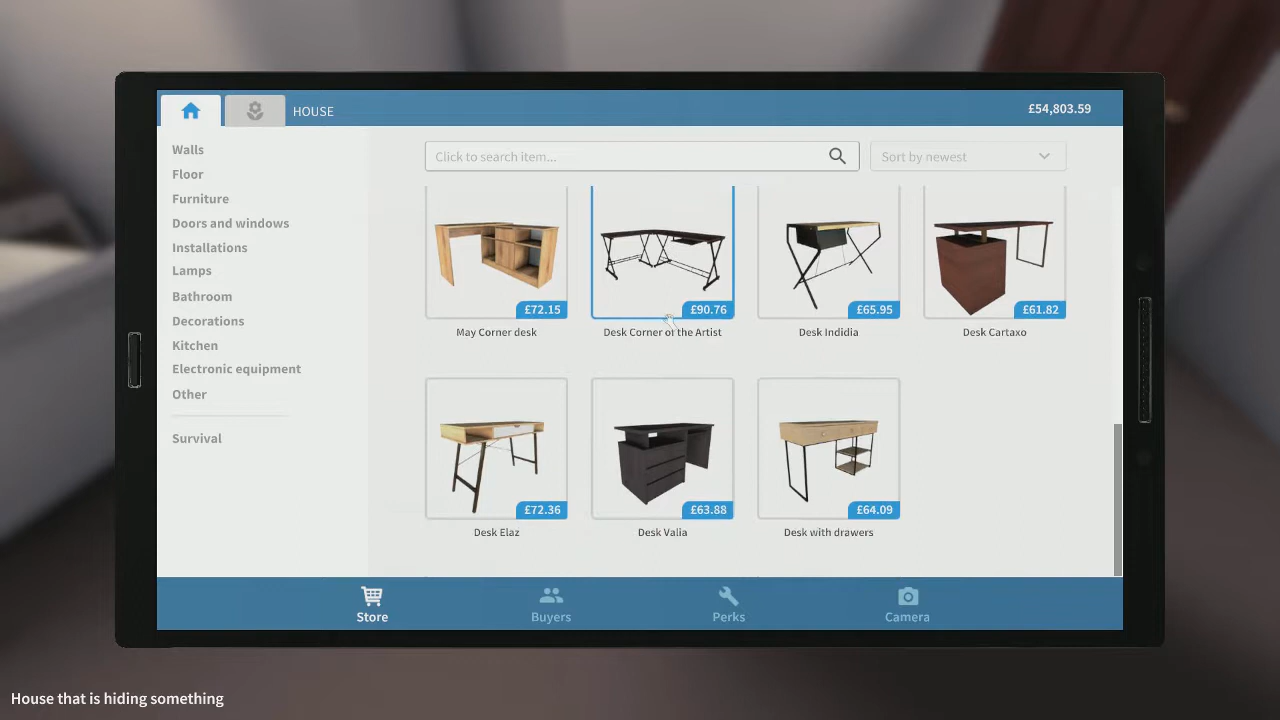 HOUSE
£54,803.59
Walls
Floor
Furniture
Doors and windows
Installations
Lamps
Bathroom
Decorations
Kitchen
Electronic equipment
Other
Survival
Click to search item...
Sort by newest
£72.15
£90.76
£65.95
£61.82
May Corner desk
Desk Corner of the Artist
Desk Indidia
Desk Cartaxo
£72.36
£63.88
£64.09
Desk Elaz
Desk Valia
Desk with drawers
Store
Buyers
Perks
Camera
House that is hiding something